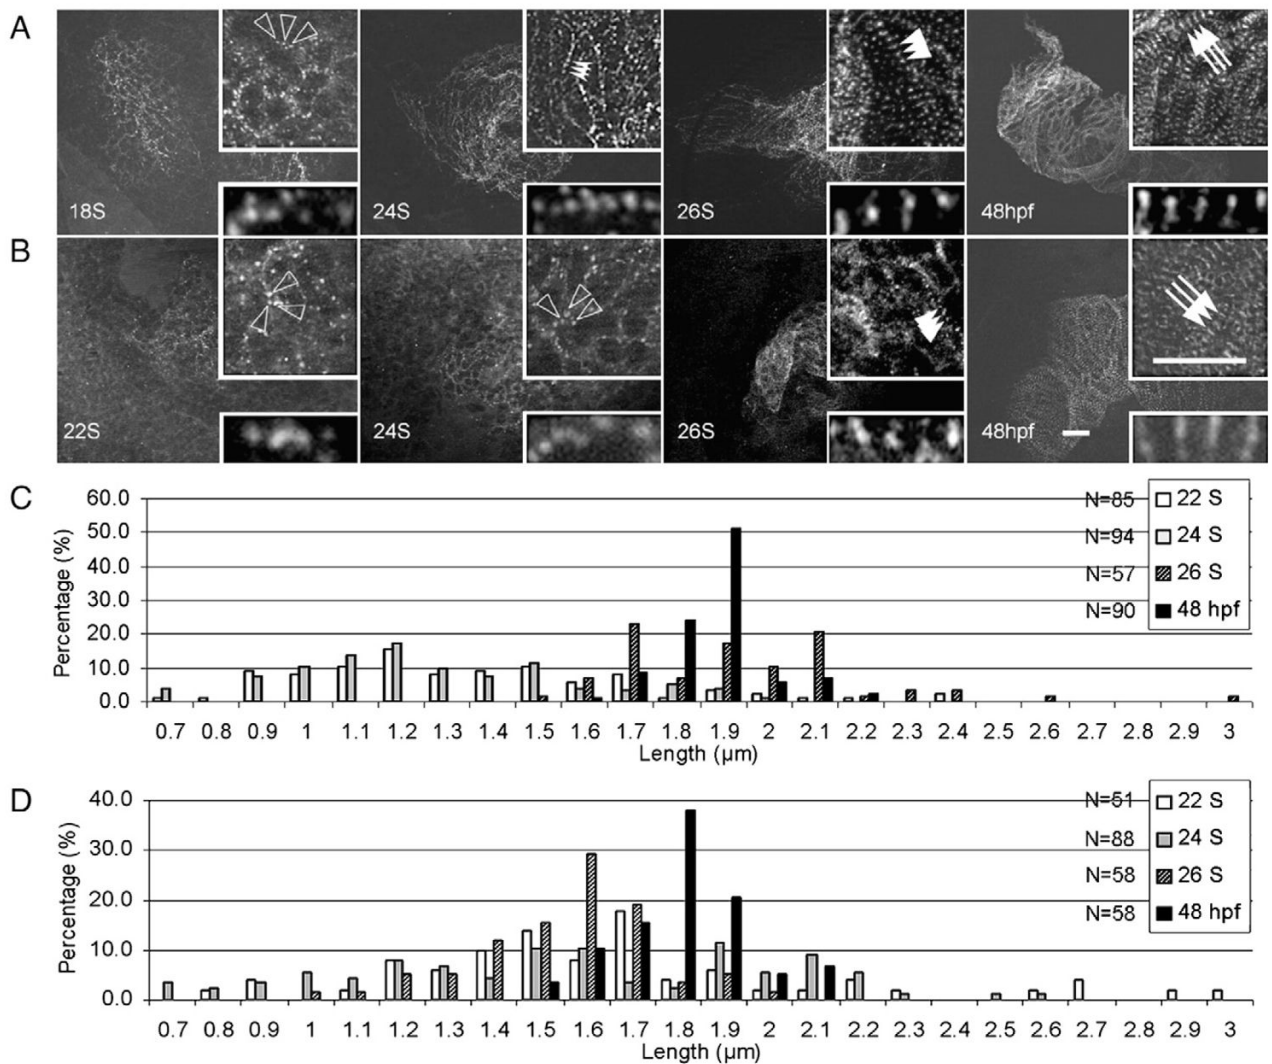 A
18S
24S
26S
48hpf
B
22S
24S
26S
48hpf
C
Percentage (%)
60.0
50.0
40.0
30.0
20.0
10.0
0.0
N=85
N=94
N=57
N=90
22 S
24 S
26 S
48 hpf
0.7 0.8 0.9 1 1.1 1.2 1.3 1.4 1.5 1.6 1.7 1.8 1.9 2 2.1 2.2 2.3 2.4 2.5 2.6 2.7 2.8 2.9 3
Length (µm)
D
Percentage (%)
40.0
30.0
20.0
10.0
0.0
N=51
N=88
N=58
N=58
22 S
24 S
26 S
48 hpf
0.7 0.8 0.9 1 1.1 1.2 1.3 1.4 1.5 1.6 1.7 1.8 1.9 2 2.1 2.2 2.3 2.4 2.5 2.6 2.7 2.8 2.9 3
Length (µm)